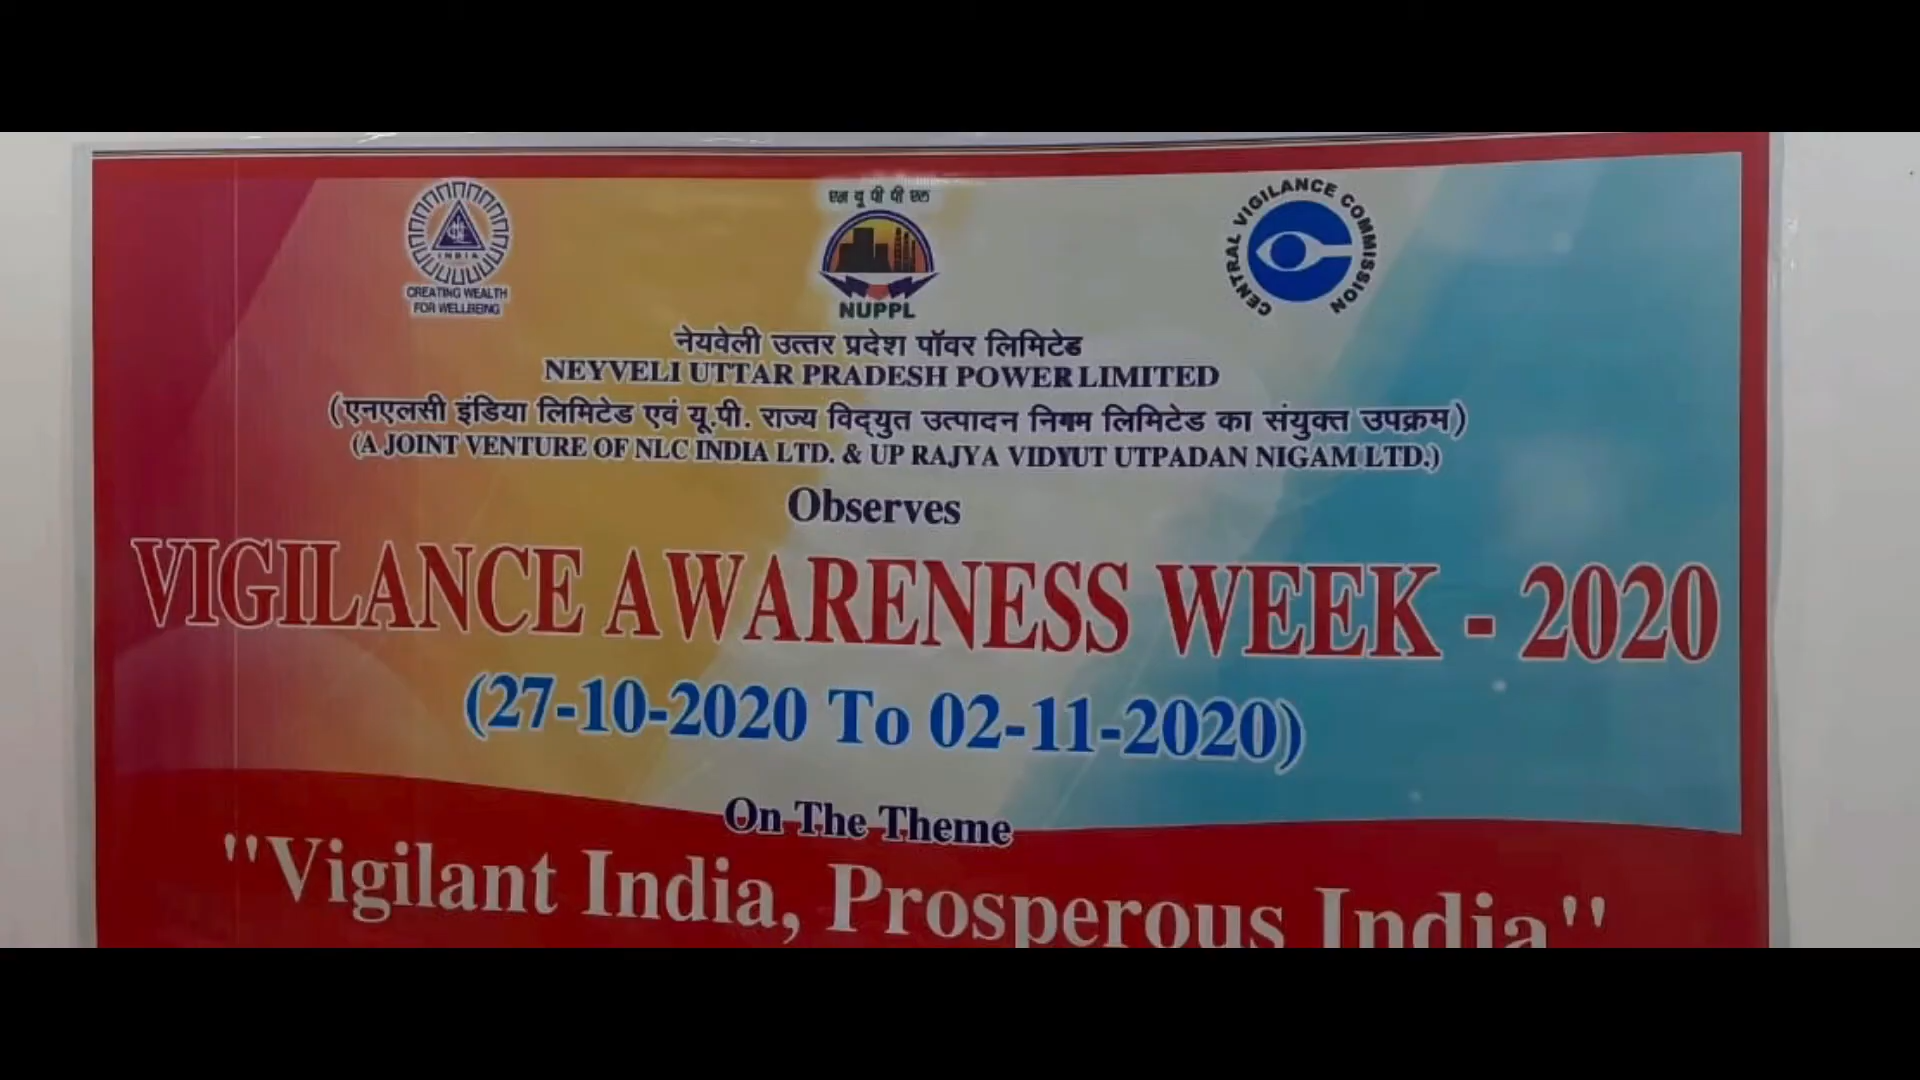 INDIA
CREATING WEALTH
FOR WELLBEING
एन यू पी पी एल
NUPPL
CENTRAL VIGILANCE COMMISSION
नेयवेली उत्तर प्रदेश पॉवर लिमिटेड
NEYVELI UTTAR PRADESH POWER LIMITED
(एनएलसी इंडिया लिमिटेड एवं यू.पी. राज्य विद्युत उत्पादन निगम लिमिटेड का संयुक्त उपक्रम)
(A JOINT VENTURE OF NLC INDIA LTD. & UP RAJYA VIDYUT UTPADAN NIGAM LTD.)
Observes
VIGILANCE AWARENESS WEEK - 2020
(27-10-2020 To 02-11-2020)
On The Theme
"Vigilant India, Prosperous India"